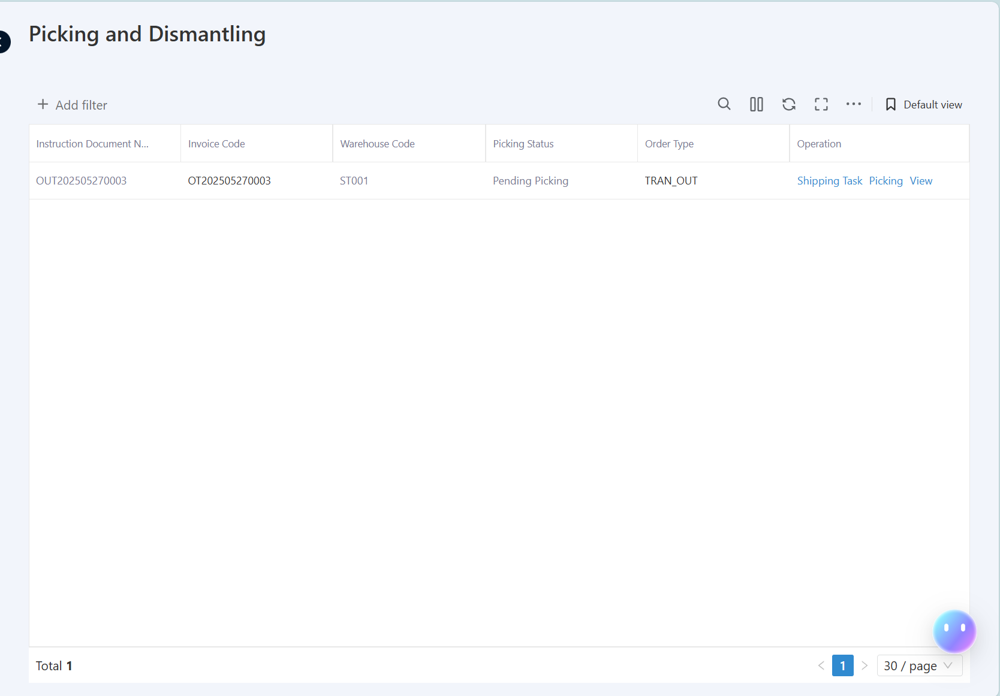 Picking and Dismantling
Add filter
Default view
Instruction Document N... Invoice Code Warehouse Code Picking Status Order Type Operation
OUT202505270003 OT202505270003 ST001 Pending Picking TRAN_OUT Shipping Task Picking View
Total 1
1
30 / page